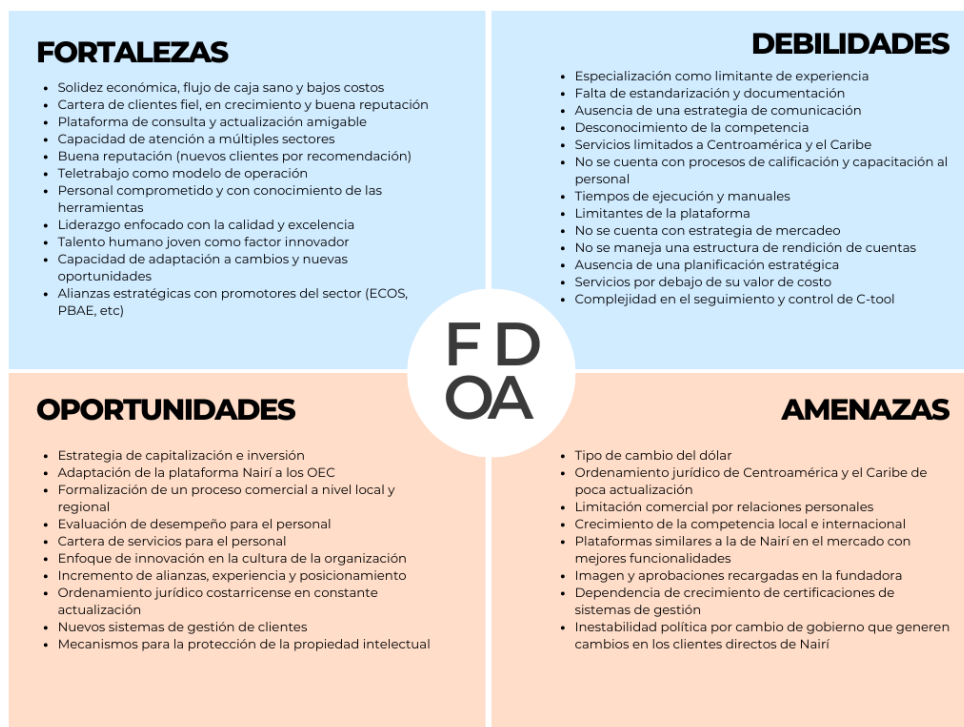 FORTALEZAS
• Solidez económica, flujo de caja sano y bajos costos
• Cartera de clientes fiel, en crecimiento y buena reputación
• Plataforma de consulta y actualización amigable
• Capacidad de atención a múltiples sectores
• Buena reputación (nuevos clientes por recomendación)
• Teletrabajo como modelo de operación
• Personal comprometido y con conocimiento de las
herramientas
• Liderazgo enfocado con la calidad y excelencia
• Talento humano joven como factor innovador
• Capacidad de adaptación a cambios y nuevas
oportunidades
• Alianzas estratégicas con promotores del sector (ECOS,
PBAE, etc)
DEBILIDADES
• Especialización como limitante de experiencia
• Falta de estandarización y documentación
• Ausencia de una estrategia de comunicación
• Desconocimiento de la competencia
• Servicios limitados a Centroamérica y el Caribe
• No se cuenta con procesos de calificación y capacitación al
personal
• Tiempos de ejecución y manuales
• Limitantes de la plataforma
• No se cuenta con estrategia de mercadeo
• No se maneja una estructura de rendición de cuentas
• Ausencia de una planificación estratégica
• Servicios por debajo de su valor de costo
• Complejidad en el seguimiento y control de C-tool
F D
OA
OPORTUNIDADES
• Estrategia de capitalización e inversión
• Adaptación de la plataforma Nairí a los OEC
• Formalización de un proceso comercial a nivel local y
regional
• Evaluación de desempeño para el personal
• Cartera de servicios para el personal
• Enfoque de innovación en la cultura de la organización
• Incremento de alianzas, experiencia y posicionamiento
• Ordenamiento jurídico costarricense en constante
actualización
• Nuevos sistemas de gestión de clientes
• Mecanismos para la protección de la propiedad intelectual
AMENAZAS
• Tipo de cambio del dólar
• Ordenamiento jurídico de Centroamérica y el Caribe de
poca actualización
• Limitación comercial por relaciones personales
• Crecimiento de la competencia local e internacional
• Plataformas similares a la de Nairí en el mercado con
mejores funcionalidades
• Imagen y aprobaciones recargadas en la fundadora
• Dependencia de crecimiento de certificaciones de
sistemas de gestión
• Inestabilidad política por cambio de gobierno que generen
cambios en los clientes directos de Nairí